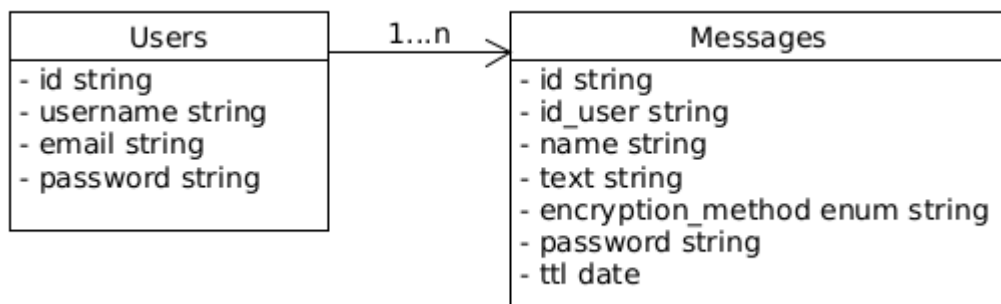 Users
- id string
- username string
- email string
- password string
1...n
Messages
- id string
- id_user string
- name string
- text string
- encryption_method enum string
- password string
- ttl date